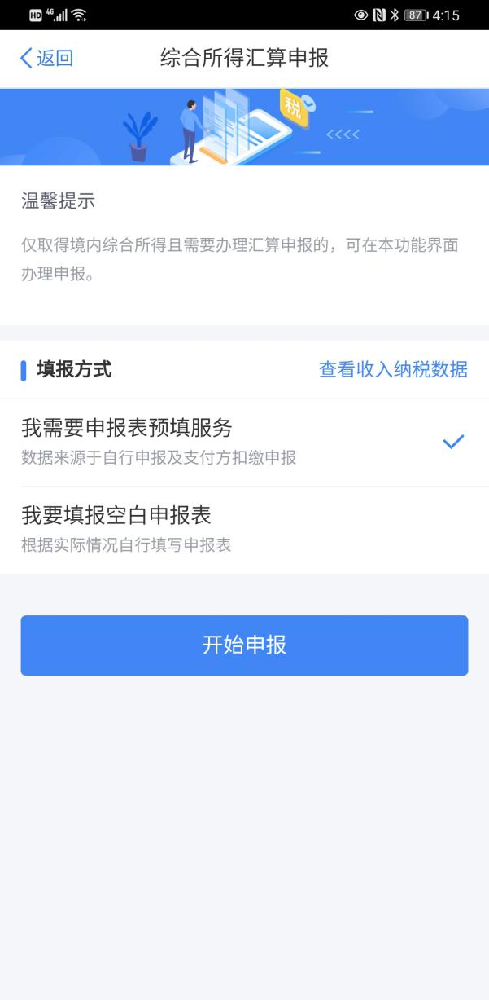 HD 4G 87 4:15
返回 综合所得汇算申报
税
温馨提示
仅取得境内综合所得且需要办理汇算申报的，可在本功能界面
办理申报。
填报方式 查看收入纳税数据
我需要申报表预填服务
数据来源于自行申报及支付方扣缴申报
我要填报空白申报表
根据实际情况自行填写申报表
开始申报